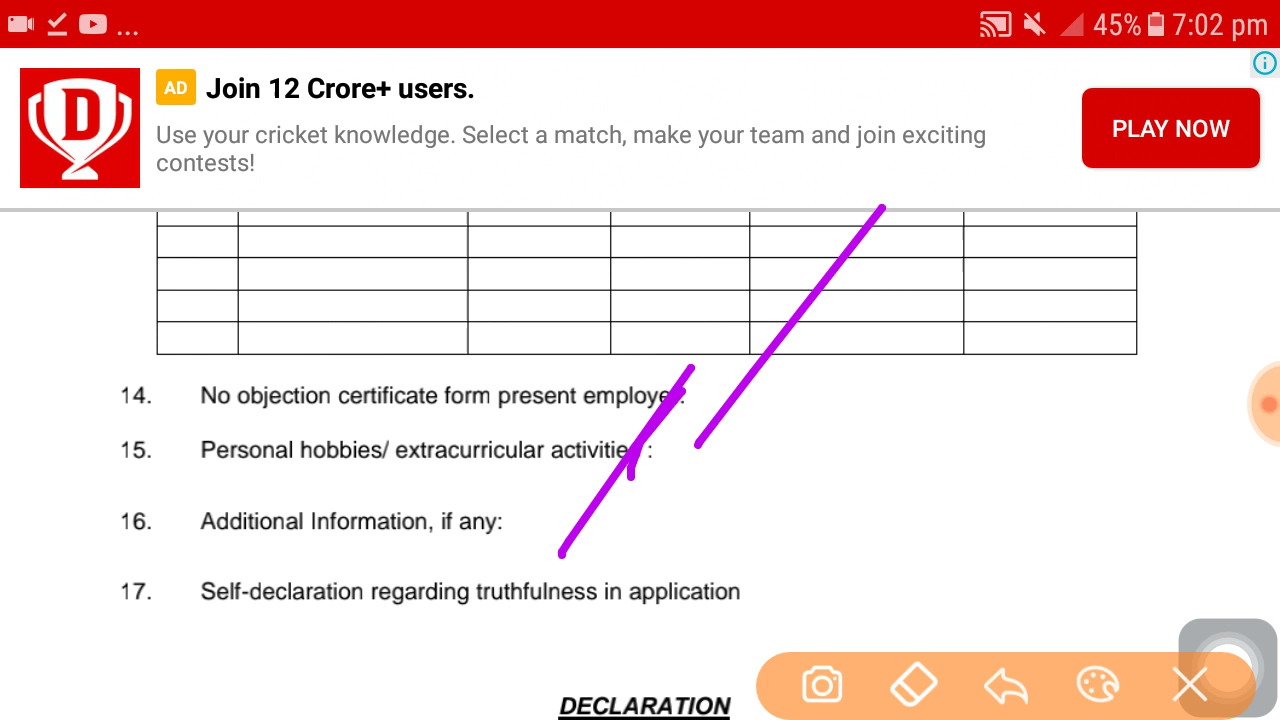 ... 45% 7:02 pm
D
AD Join 12 Crore+ users.
Use your cricket knowledge. Select a match, make your team and join exciting
contests!
PLAY NOW
14. No objection certificate form present employe :
15. Personal hobbies/ extracurricular activities :
16. Additional Information, if any:
17. Self-declaration regarding truthfulness in application
DECLARATION